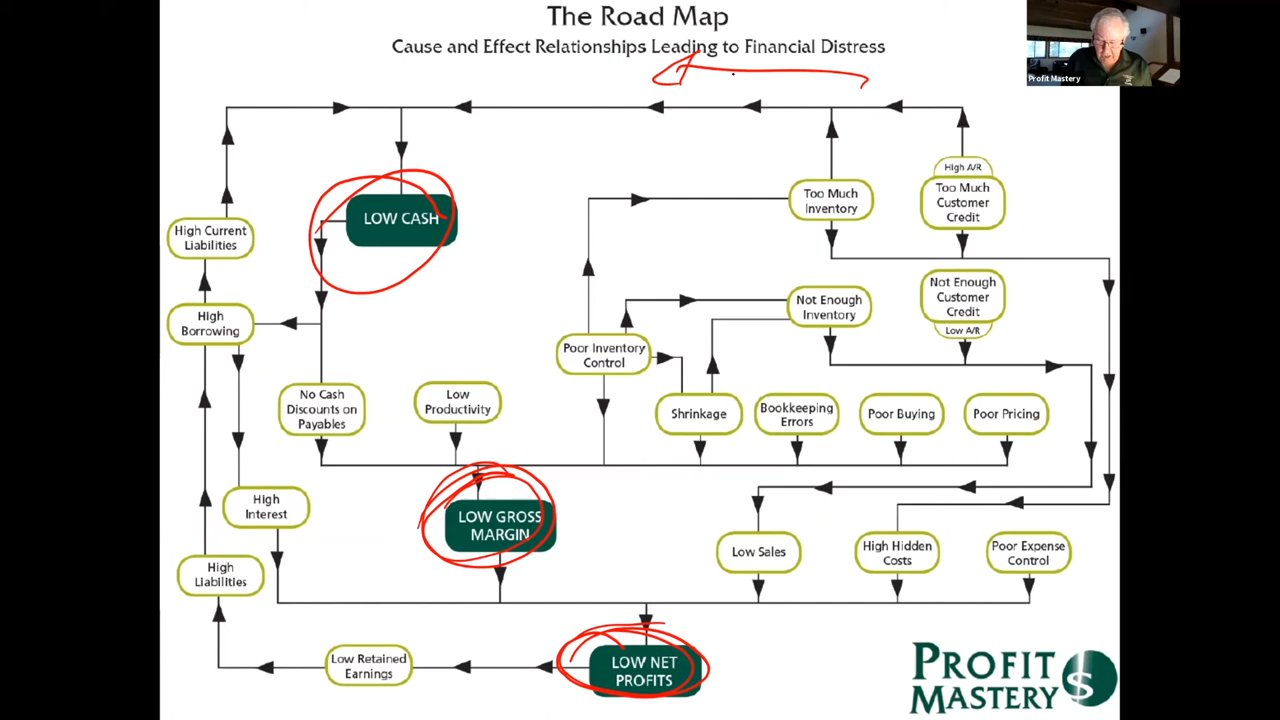 The Road Map
Cause and Effect Relationships Leading to Financial Distress
Profit Mastery
High A/R
Too Much
Customer
Credit
Too Much
Inventory
LOW CASH
High Current
Liabilities
Not Enough
Customer
Credit
Low A/R
Not Enough
Inventory
High
Borrowing
Poor Inventory
Control
No Cash
Discounts on
Payables
Low
Productivity
Shrinkage
Bookkeeping
Errors
Poor Buying
Poor Pricing
High
Interest
LOW GROSS
MARGIN
Low Sales
High Hidden
Costs
Poor Expense
Control
High
Liabilities
Low Retained
Earnings
LOW NET
PROFITS
PROFIT
MASTERY
$